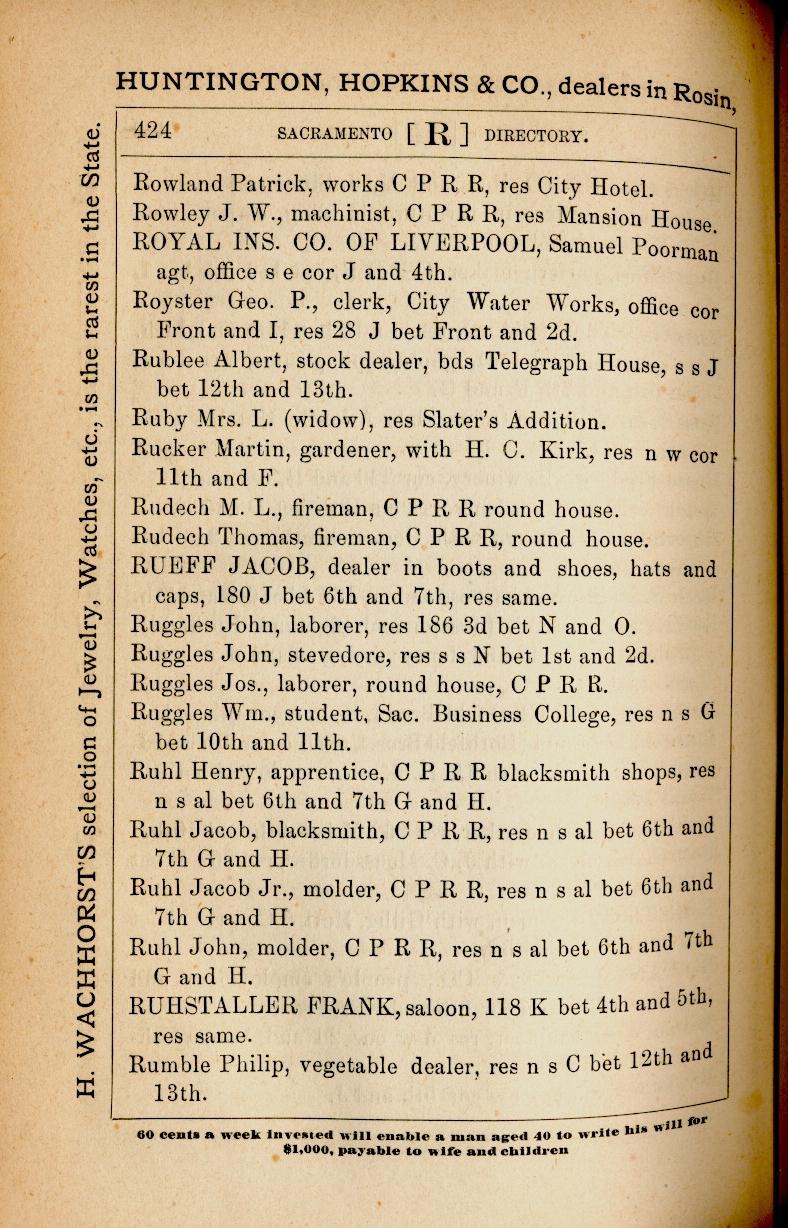 HUNTINGTON, HOPKINS & CO., dealers in Rosin,
424 SACRAMENTO [ R ] DIRECTORY.
Rowland Patrick, works C P R R, res City Hotel.
Rowley J. W., machinist, C P R R, res Mansion House.
ROYAL INS. CO. OF LIVERPOOL, Samuel Poorman
agt, office s e cor J and 4th.
Royster Geo. P., clerk, City Water Works, office cor
Front and I, res 28 J bet Front and 2d.
Rublee Albert, stock dealer, bds Telegraph House, s s J
bet 12th and 13th.
Ruby Mrs. L. (widow), res Slater's Addition.
Rucker Martin, gardener, with H. C. Kirk, res n w cor
11th and F.
Rudech M. L., fireman, C P R R round house.
Rudech Thomas, fireman, C P R R, round house.
RUEFF JACOB, dealer in boots and shoes, hats and
caps, 180 J bet 6th and 7th, res same.
Ruggles John, laborer, res 186 3d bet N and O.
Ruggles John, stevedore, res s s N bet 1st and 2d.
Ruggles Jos., laborer, round house, C P R R.
Ruggles Wm., student, Sac. Business College, res n s G
bet 10th and 11th.
Ruhl Henry, apprentice, C P R R blacksmith shops, res
n s al bet 6th and 7th G and H.
Ruhl Jacob, blacksmith, C P R R, res n s al bet 6th and
7th G and H.
Ruhl Jacob Jr., molder, C P R R, res n s al bet 6th and
7th G and H.
Ruhl John, molder, C P R R, res n s al bet 6th and 7th
G and H.
RUHSTALLER FRANK, saloon, 118 K bet 4th and 5th,
res same.
Rumble Philip, vegetable dealer, res n s C bet 12th and
13th.
60 cents a week invested will enable a man aged 40 to write his will for
$1,000, payable to wife and children
H. WACHHORST'S selection of Jewelry, Watches, etc., is the rarest in the State.